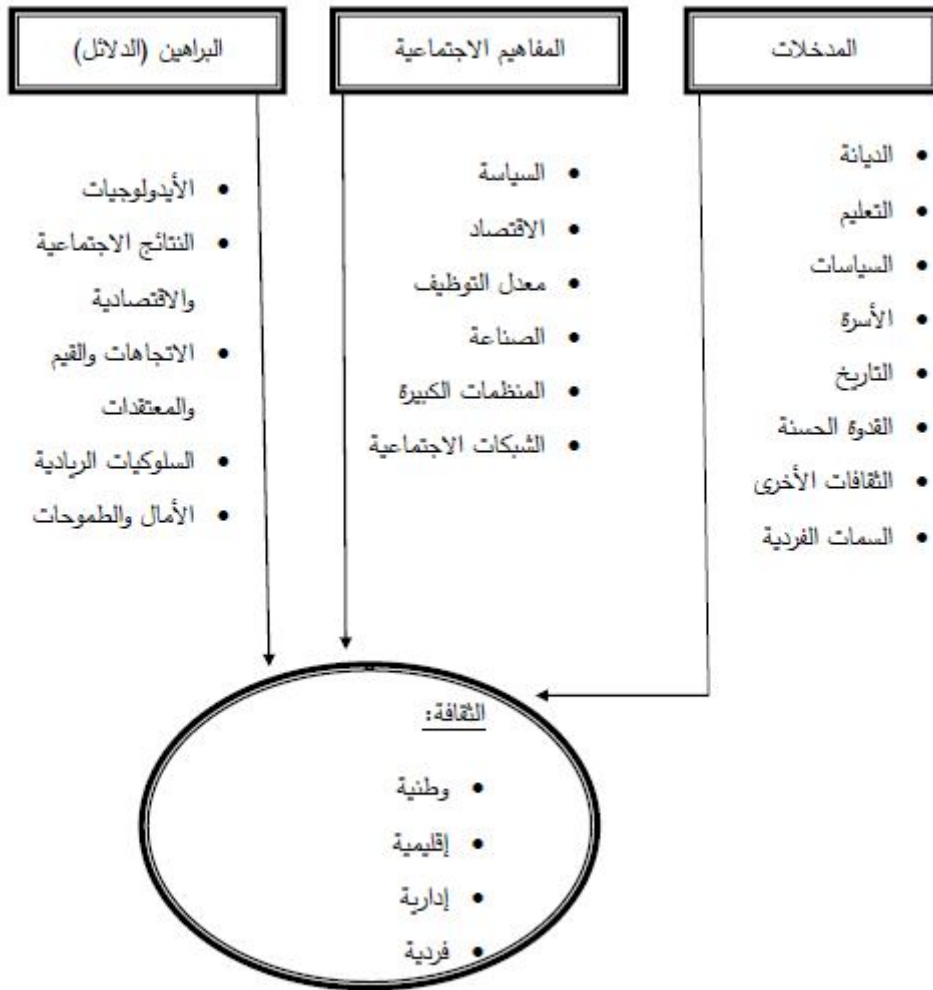 المدخلات
المفاهيم الاجتماعية
البراهين (الدلائل)
• الديانة
• التعليم
• السياسات
• الأسرة
• التاريخ
• القدوة الحسنة
• الثقافات الأخرى
• السمات الفردية
• السياسة
• الاقتصاد
• معدل التوظيف
• الصناعة
• المنظمات الكبيرة
• الشبكات الاجتماعية
• الأيدولوجيات
• النتائج الاجتماعية
والاقتصادية
• الاتجاهات والقيم
والمعتقدات
• السلوكيات الريادية
• الأمال والطموحات
الثقافة:
• وطنية
• إقليمية
• إدارية
• فردية